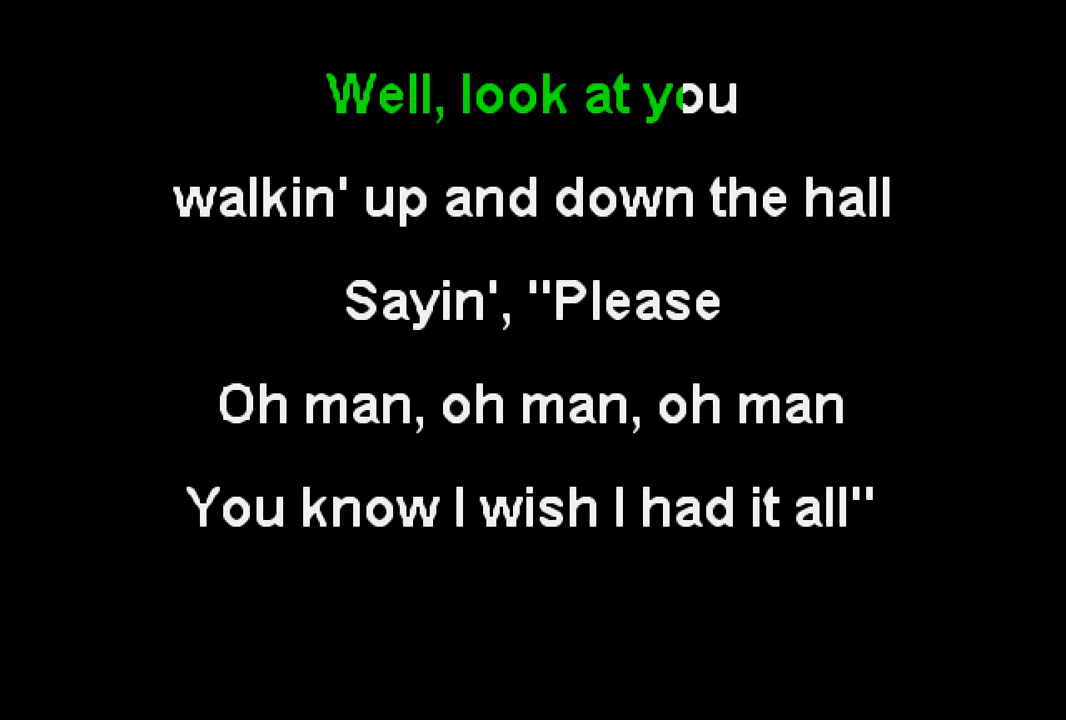 Well, look at you
walkin' up and down the hall
Sayin', "Please
Oh man, oh man, oh man
You know I wish I had it all"